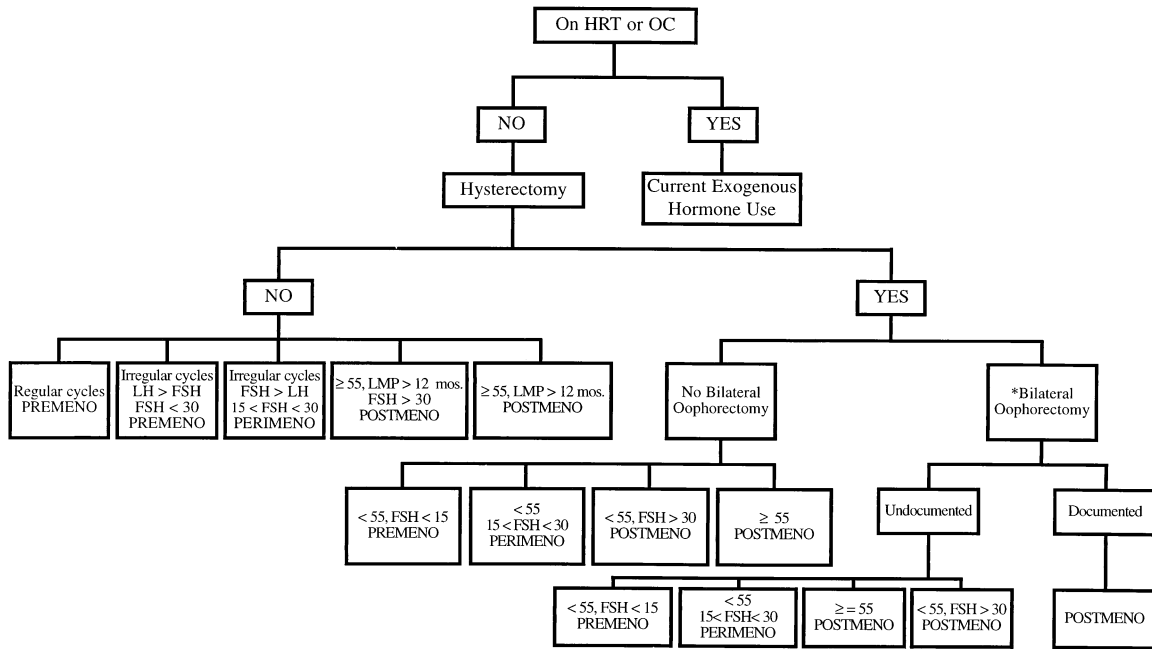 On HRT or OC
NO
YES
Hysterectomy
Current Exogenous
Hormone Use
NO
YES
Regular cycles
PREMENO
Irregular cycles
LH > FSH
FSH < 30
PREMENO
Irregular cycles
FSH > LH
15 < FSH < 30
PERIMENO
≥ 55, LMP > 12 mos.
FSH > 30
POSTMENO
≥ 55, LMP > 12 mos.
POSTMENO
No Bilateral
Oophorectomy
*Bilateral
Oophorectomy
< 55, FSH < 15
PREMENO
< 55
15 < FSH < 30
PERIMENO
< 55, FSH > 30
POSTMENO
≥ 55
POSTMENO
Undocumented
Documented
< 55, FSH < 15
PREMENO
< 55
15 < FSH < 30
PERIMENO
≥ = 55
POSTMENO
< 55, FSH > 30
POSTMENO
POSTMENO